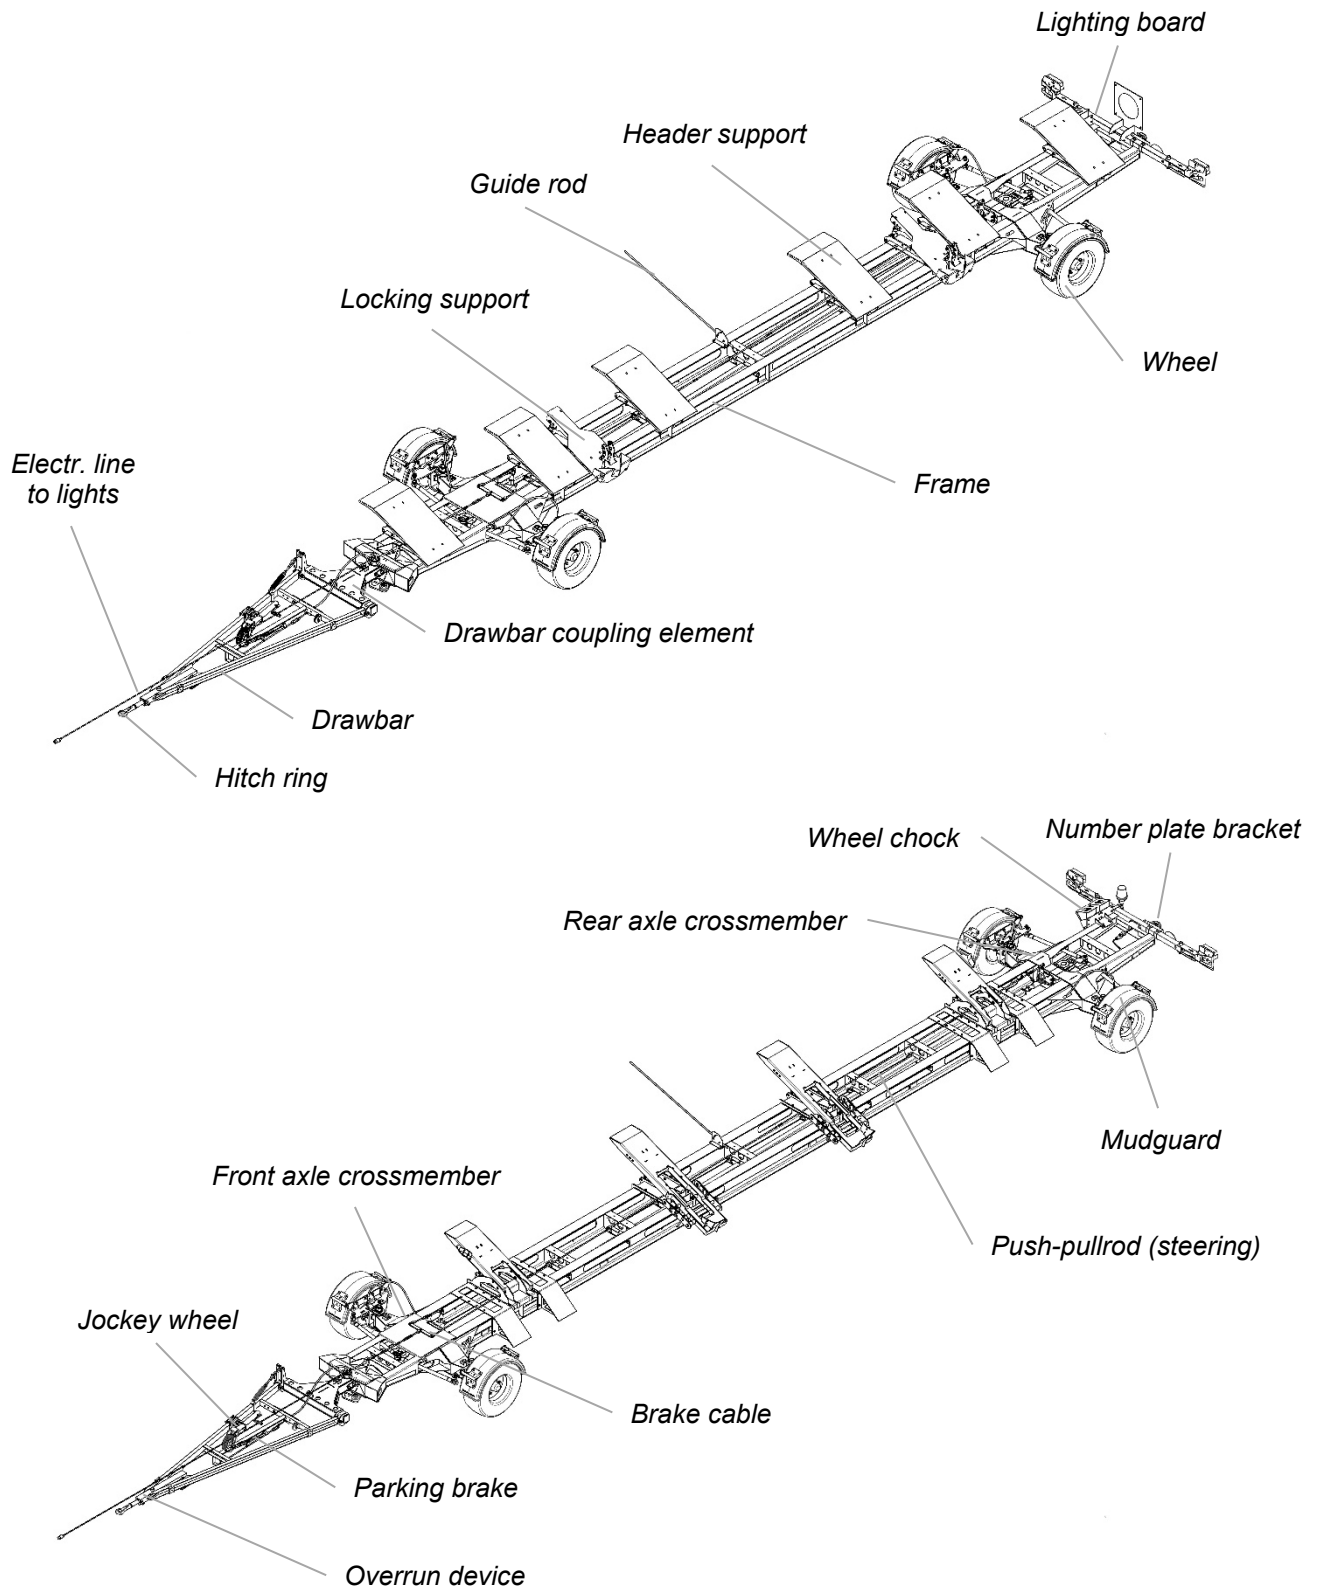 Lighting board
Header support
Guide rod
Locking support
Wheel
Electr. line
to lights
Frame
Drawbar coupling element
Drawbar
Hitch ring
Number plate bracket
Wheel chock
Rear axle crossmember
Mudguard
Front axle crossmember
Push-pullrod (steering)
Jockey wheel
Brake cable
Parking brake
Overrun device